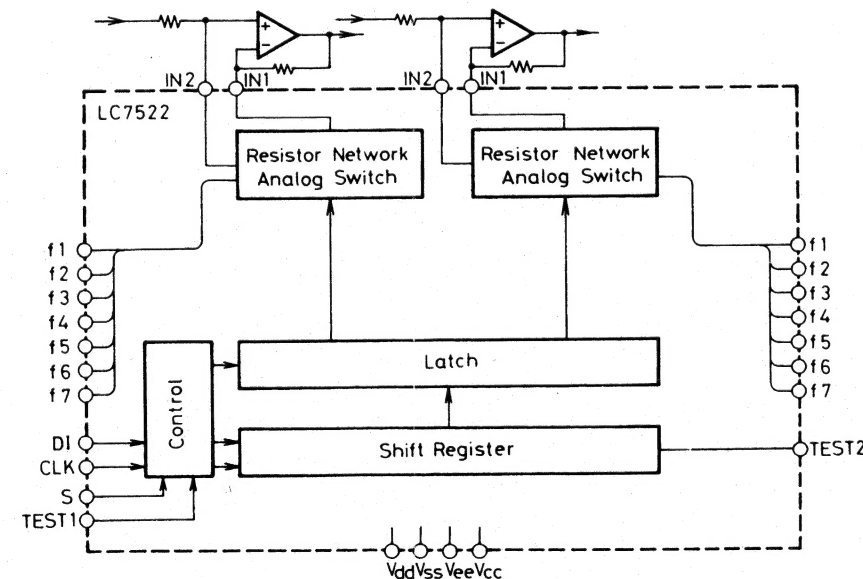 +
−
+
−
IN2
IN1
IN2
IN1
LC7522
Resistor Network
Analog Switch
Resistor Network
Analog Switch
f1
f2
f3
f4
f5
f6
f7
f1
f2
f3
f4
f5
f6
f7
Control
Latch
Shift Register
DI
CLK
S
TEST1
TEST2
Vdd Vss Vee Vcc